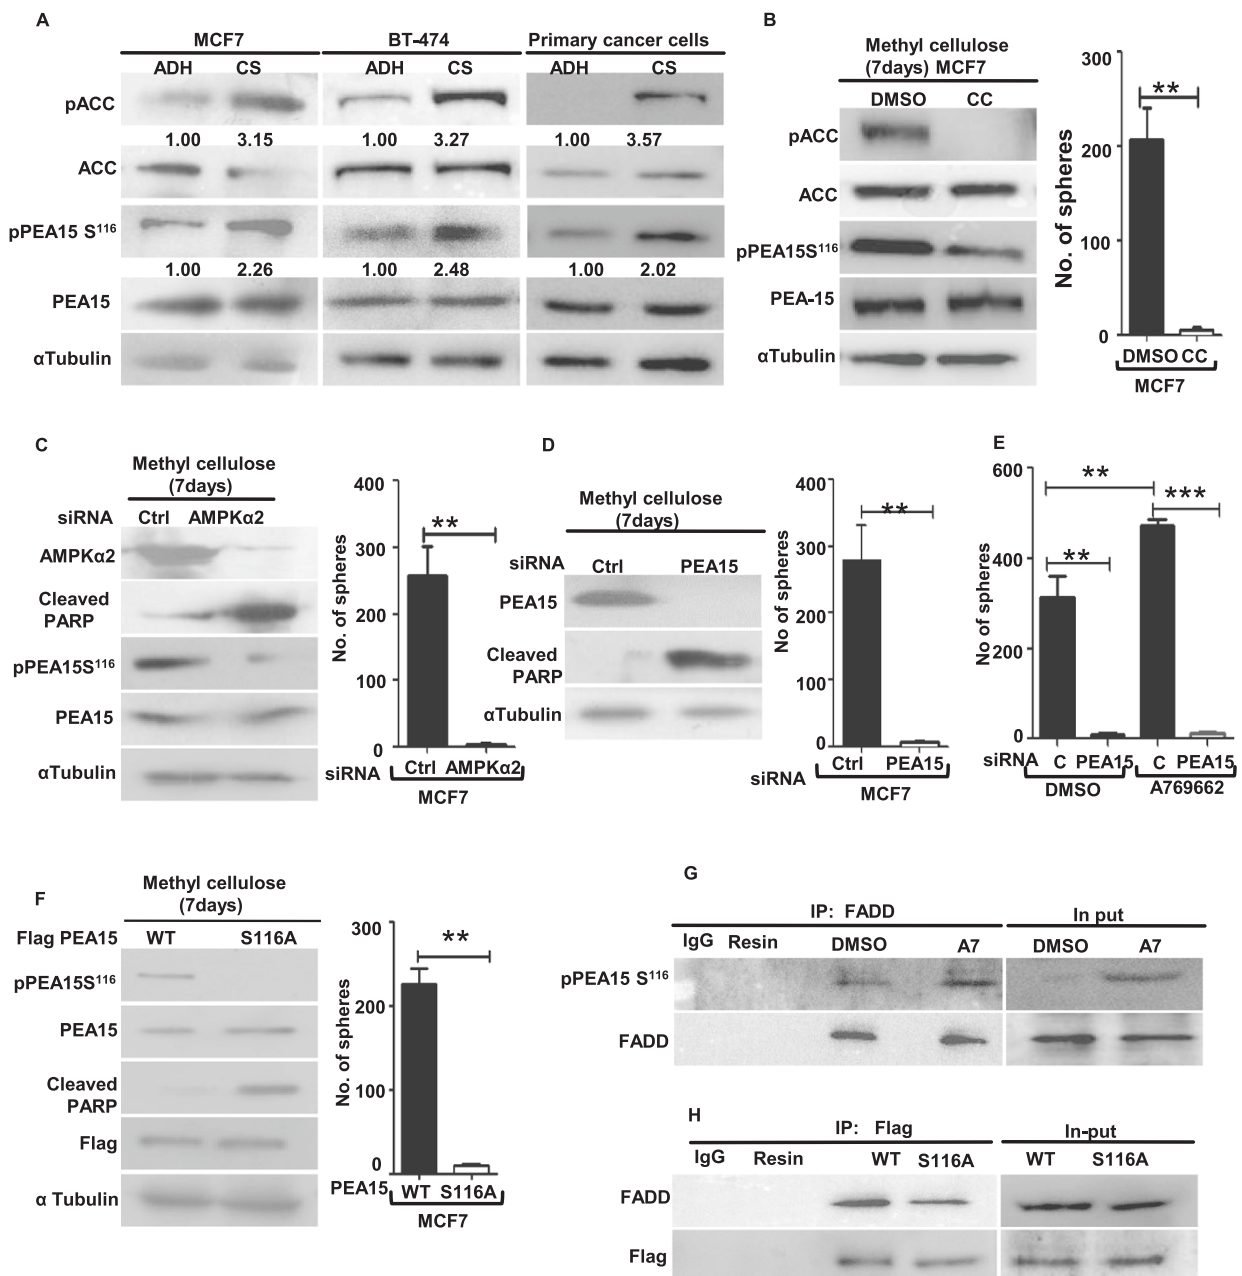 A
MCF7 BT-474 Primary cancer cells
ADH CS ADH CS ADH CS
pACC
1.00 3.15 1.00 3.27 1.00 3.57
ACC
pPEA15 S116
1.00 2.26 1.00 2.48 1.00 2.02
PEA15
αTubulin
B
Methyl cellulose
(7days) MCF7
DMSO CC
pACC
ACC
pPEA15S116
PEA-15
αTubulin
No. of spheres
300
200
100
0
**
DMSO CC
MCF7
C
Methyl cellulose
(7days)
siRNA Ctrl AMPKα2
AMPKα2
Cleaved
PARP
pPEA15S116
PEA15
αTubulin
No. of spheres
400
300
200
100
0
**
siRNA Ctrl AMPKα2
MCF7
D
Methyl cellulose
(7days)
siRNA Ctrl PEA15
PEA15
Cleaved
PARP
αTubulin
No of spheres
400
300
200
100
0
**
siRNA Ctrl PEA15
MCF7
E
No of spheres
600
400
200
0
**
**
***
siRNA C PEA15 C PEA15
DMSO A769662
F
Methyl cellulose
(7days)
Flag PEA15 WT S116A
pPEA15S116
PEA15
Cleaved
PARP
Flag
α Tubulin
No. of spheres
300
200
100
0
**
PEA15 WT S116A
MCF7
G
IP: FADD In put
IgG Resin DMSO A7 DMSO A7
pPEA15 S116
FADD
H
IP: Flag In-put
IgG Resin WT S116A WT S116A
FADD
Flag